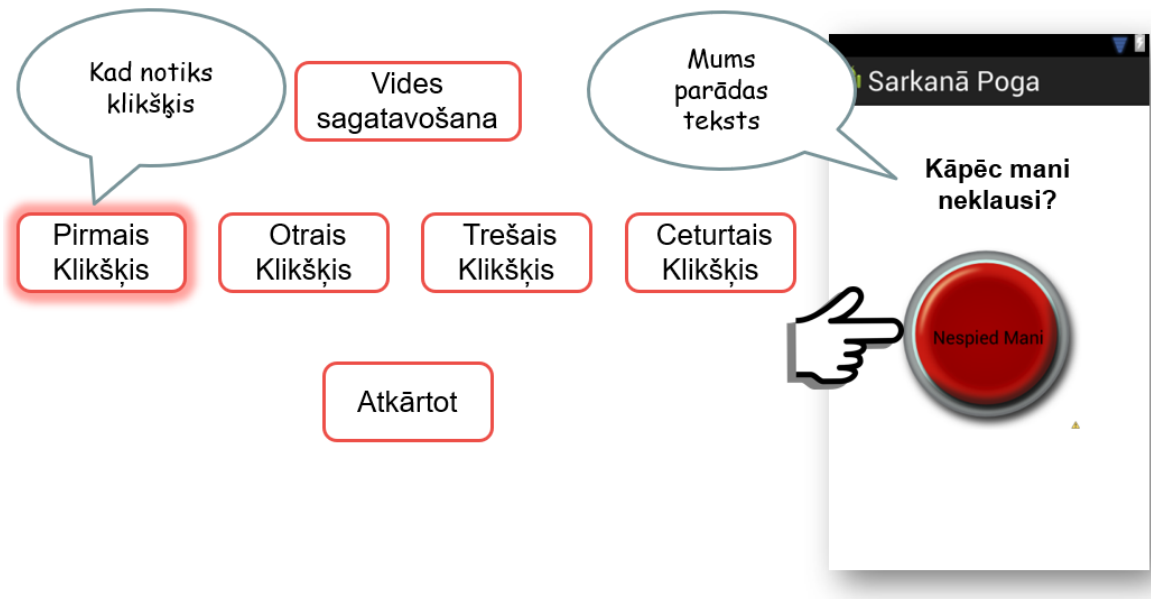 Kad notiks
klikšķis
Vides
sagatavošana
Mums
parādas
teksts
Sarkanā Poga
Kāpēc mani
neklausi?
Pirmais
Klikšķis
Otrais
Klikšķis
Trešais
Klikšķis
Ceturtais
Klikšķis
Nespied Mani
Atkārtot